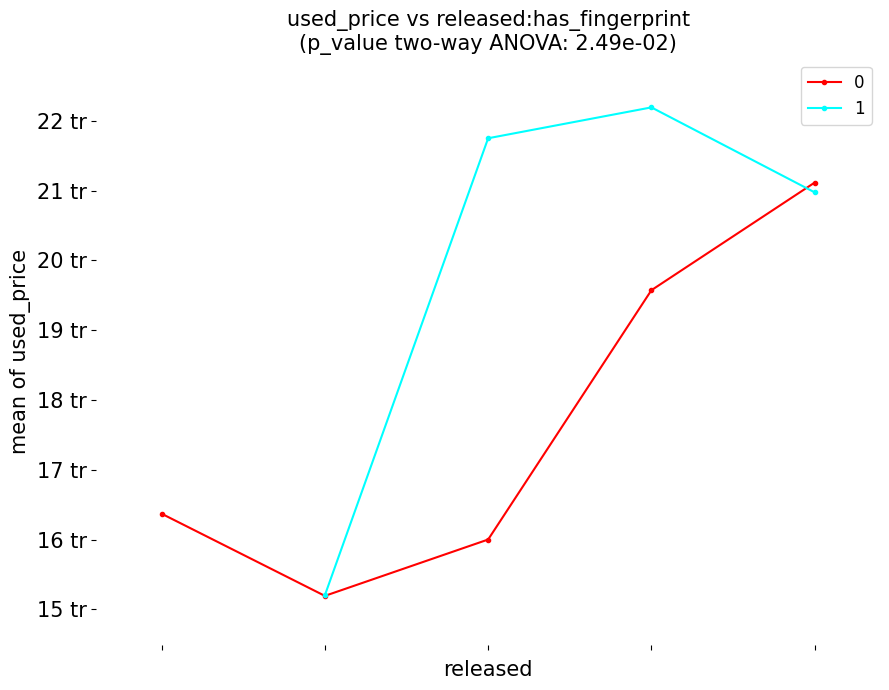 used_price vs released:has_fingerprint
(p_value two-way ANOVA: 2.49e-02)
0
1
22 tr
21 tr
20 tr
19 tr
18 tr
17 tr
16 tr
15 tr
mean of used_price
released